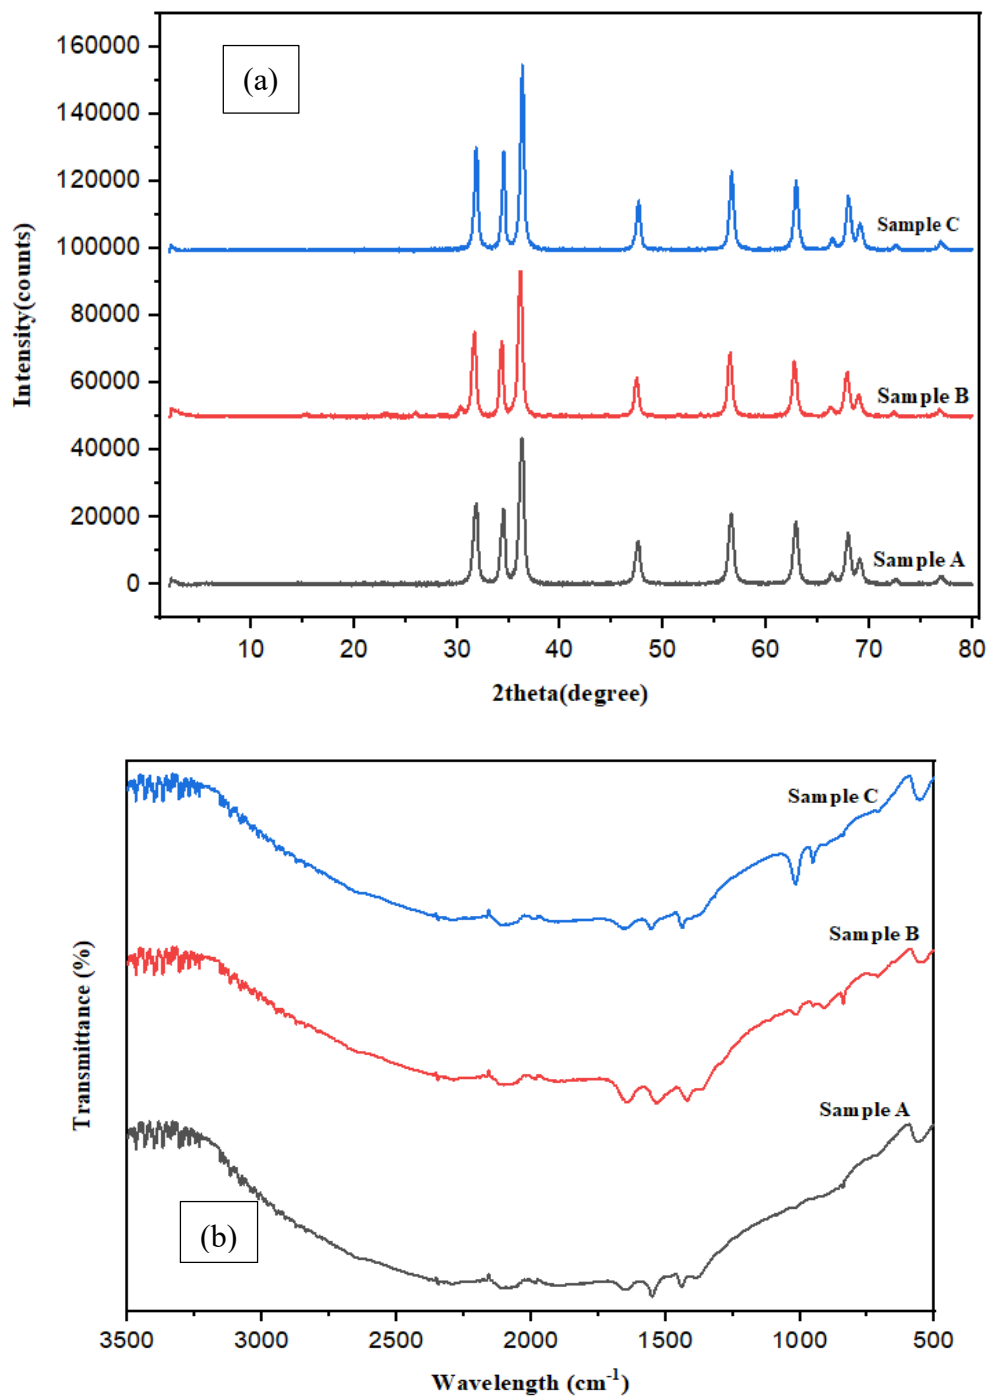 (a)
160000
140000
120000
100000
80000
60000
40000
20000
0
Intensity(counts)
Sample C
Sample B
Sample A
10 20 30 40 50 60 70 80
2theta(degree)
(b)
Transmittance (%)
Sample C
Sample B
Sample A
3500 3000 2500 2000 1500 1000 500
Wavelength (cm⁻¹)